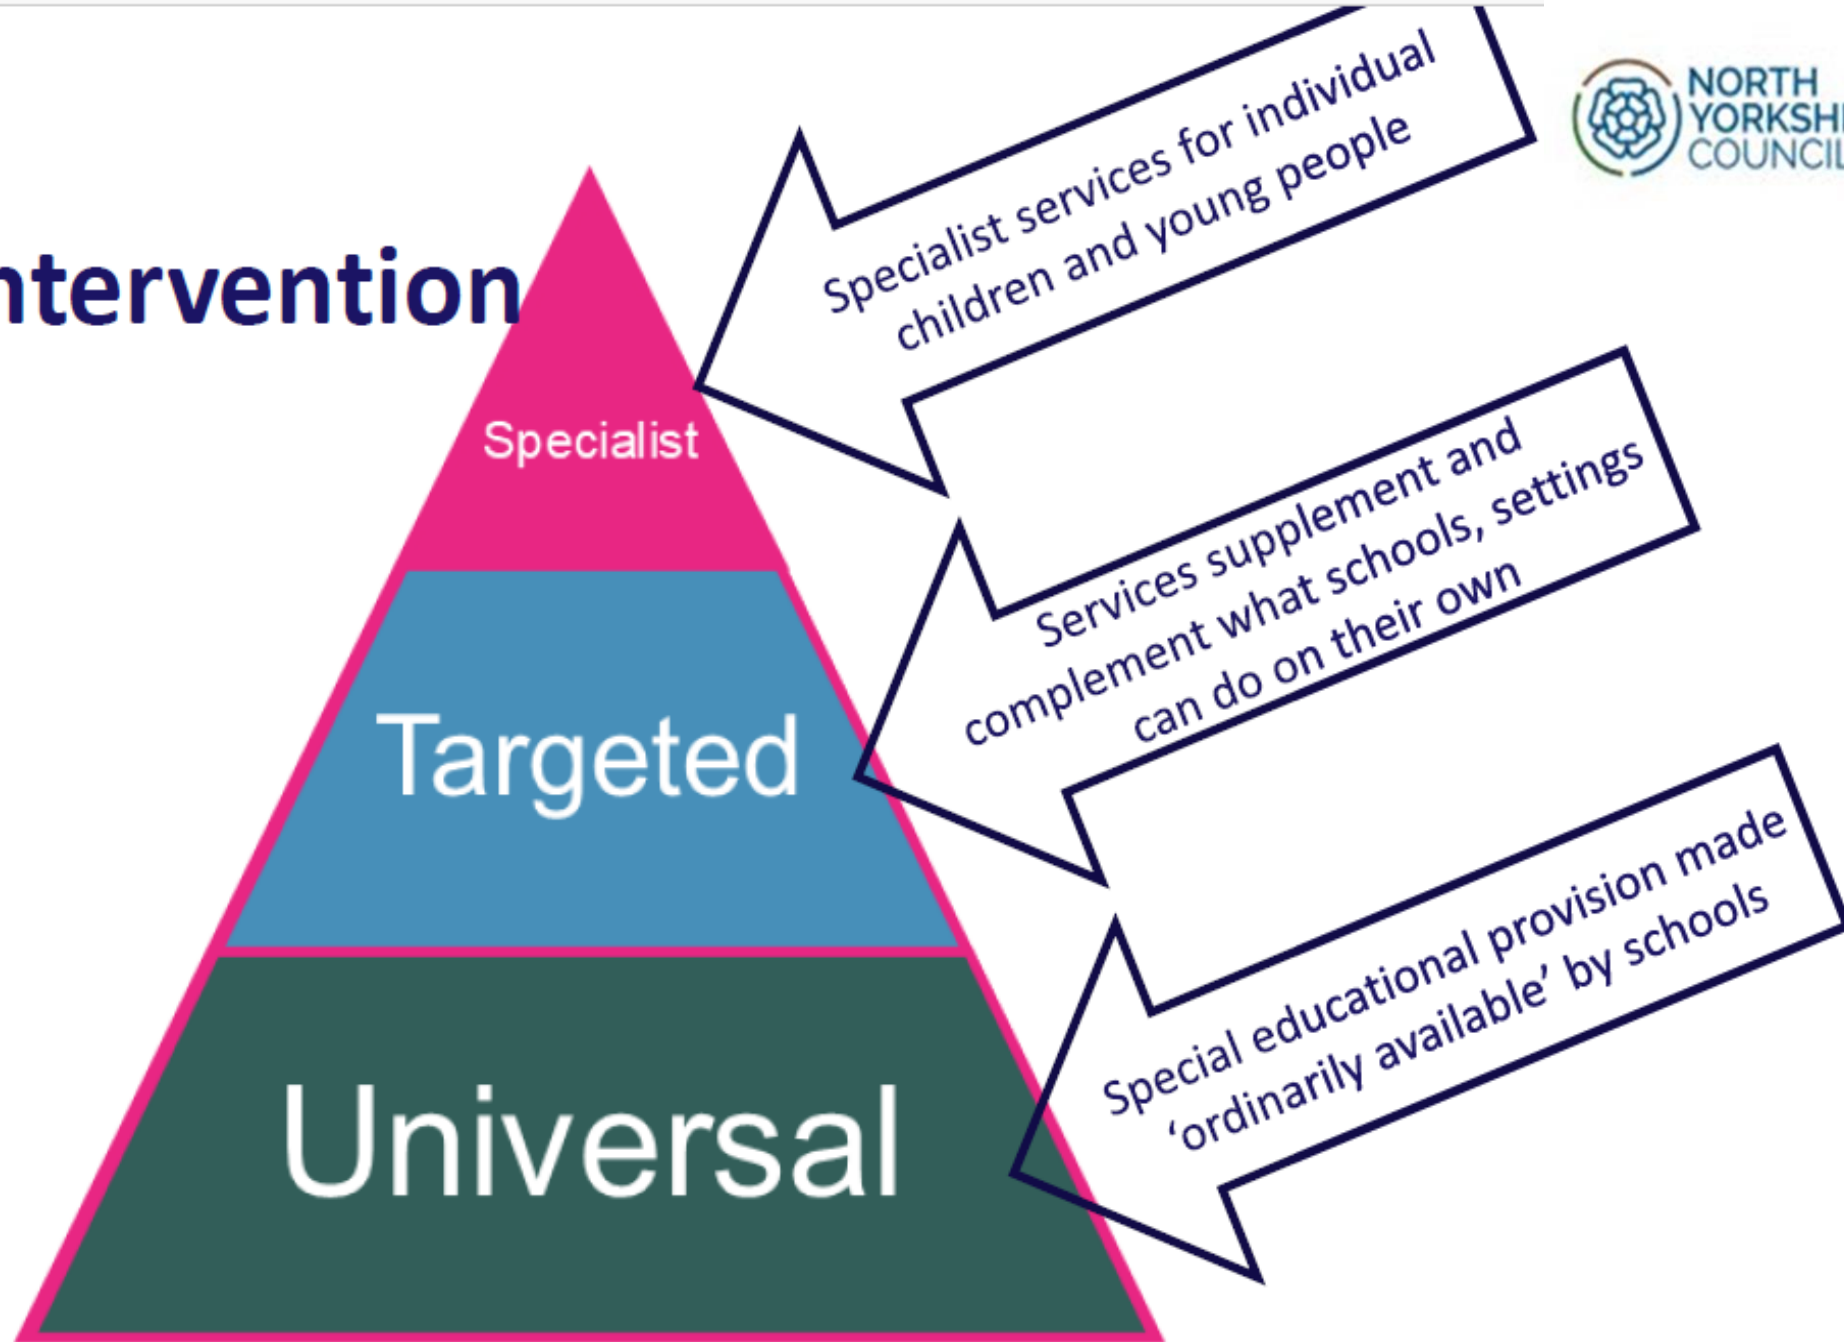 NORTH
YORKSHI
COUNCIL
ntervention
Specialist services for individual
children and young people
Specialist
Services supplement and
complement what schools, settings
can do on their own
Targeted
Special educational provision made
‘ordinarily available’ by schools
Universal